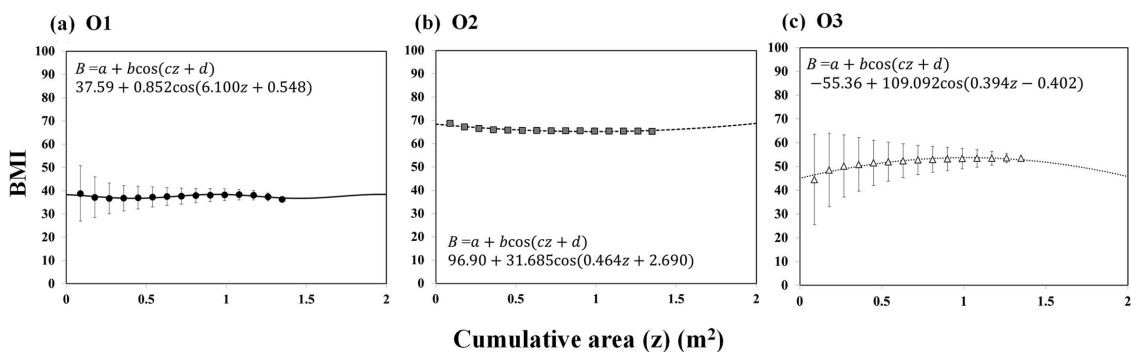 (a) O1
(b) O2
(c) O3
100
90
80
70
60
50
40
30
20
10
0
0 0.5 1 1.5 2
B =a + bcos(cz + d)
37.59 + 0.852cos(6.100z + 0.548)
100
90
80
70
60
50
40
30
20
10
0
0 0.5 1 1.5 2
B =a + bcos(cz + d)
96.90 + 31.685cos(0.464z + 2.690)
100
90
80
70
60
50
40
30
20
10
0
0 0.5 1 1.5 2
B =a + bcos(cz + d)
−55.36 + 109.092cos(0.394z − 0.402)
BMI
Cumulative area (z) (m²)